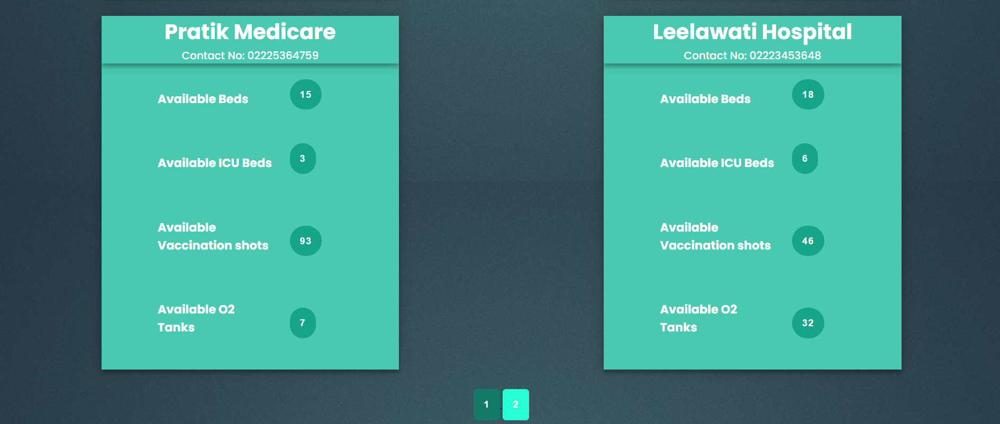 Pratik Medicare
Contact No: 02225364759
Available Beds
15
Available ICU Beds
3
Available
Vaccination shots
93
Available O2
Tanks
7
Leelawati Hospital
Contact No: 02223453648
Available Beds
18
Available ICU Beds
6
Available
Vaccination shots
46
Available O2
Tanks
32
1 2